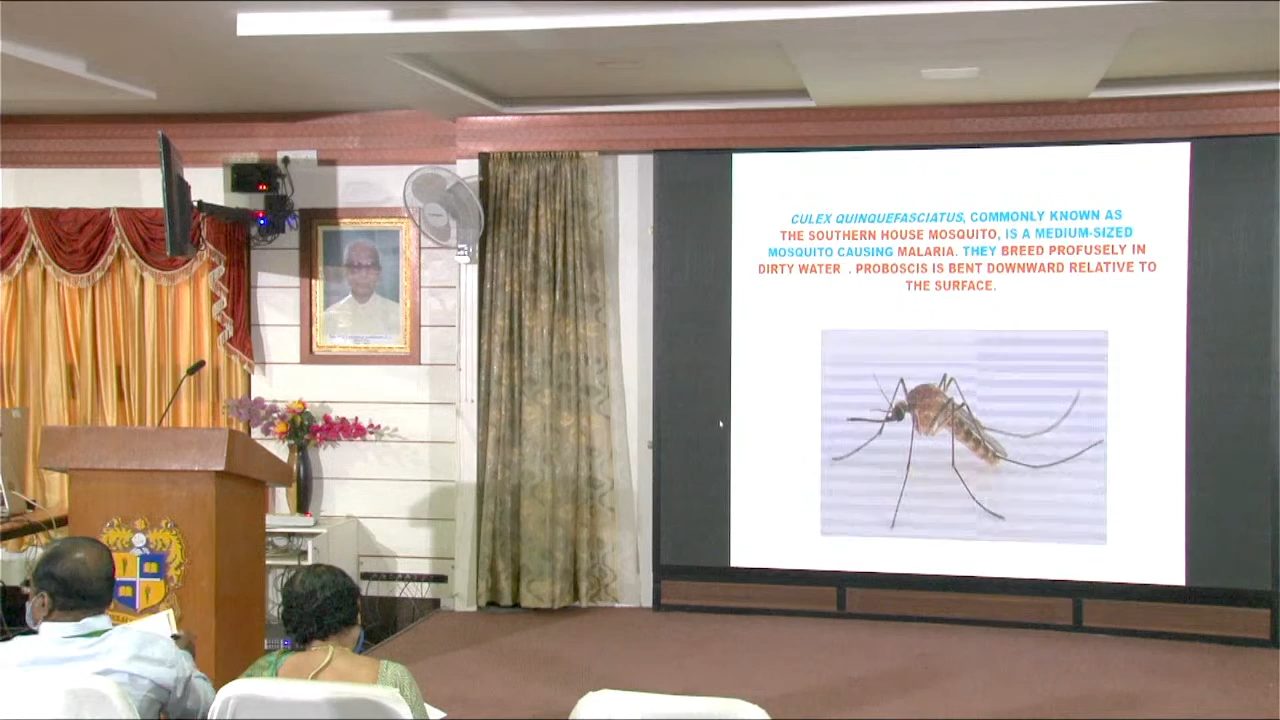 CULEX QUINQUEFASCIATUS, COMMONLY KNOWN AS
THE SOUTHERN HOUSE MOSQUITO, IS A MEDIUM-SIZED
MOSQUITO CAUSING MALARIA. THEY BREED PROFUSELY IN
DIRTY WATER . PROBOSCIS IS BENT DOWNWARD RELATIVE TO
THE SURFACE.